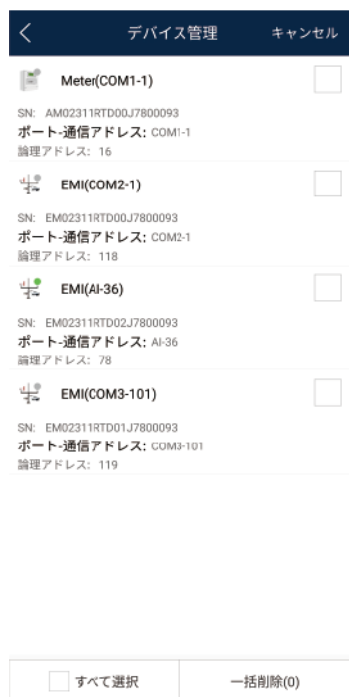 デバイス管理
キャンセル
Meter(COM1-1)
SN: AM02311RTD00J7800093
ポート-通信アドレス: COM1-1
論理アドレス: 16
EMI(COM2-1)
SN: EM02311RTD00J7800093
ポート-通信アドレス: COM2-1
論理アドレス: 118
EMI(AI-36)
SN: EM02311RTD02J7800093
ポート-通信アドレス: AI-36
論理アドレス: 78
EMI(COM3-101)
SN: EM02311RTD01J7800093
ポート-通信アドレス: COM3-101
論理アドレス: 119
すべて選択
一括削除(0)